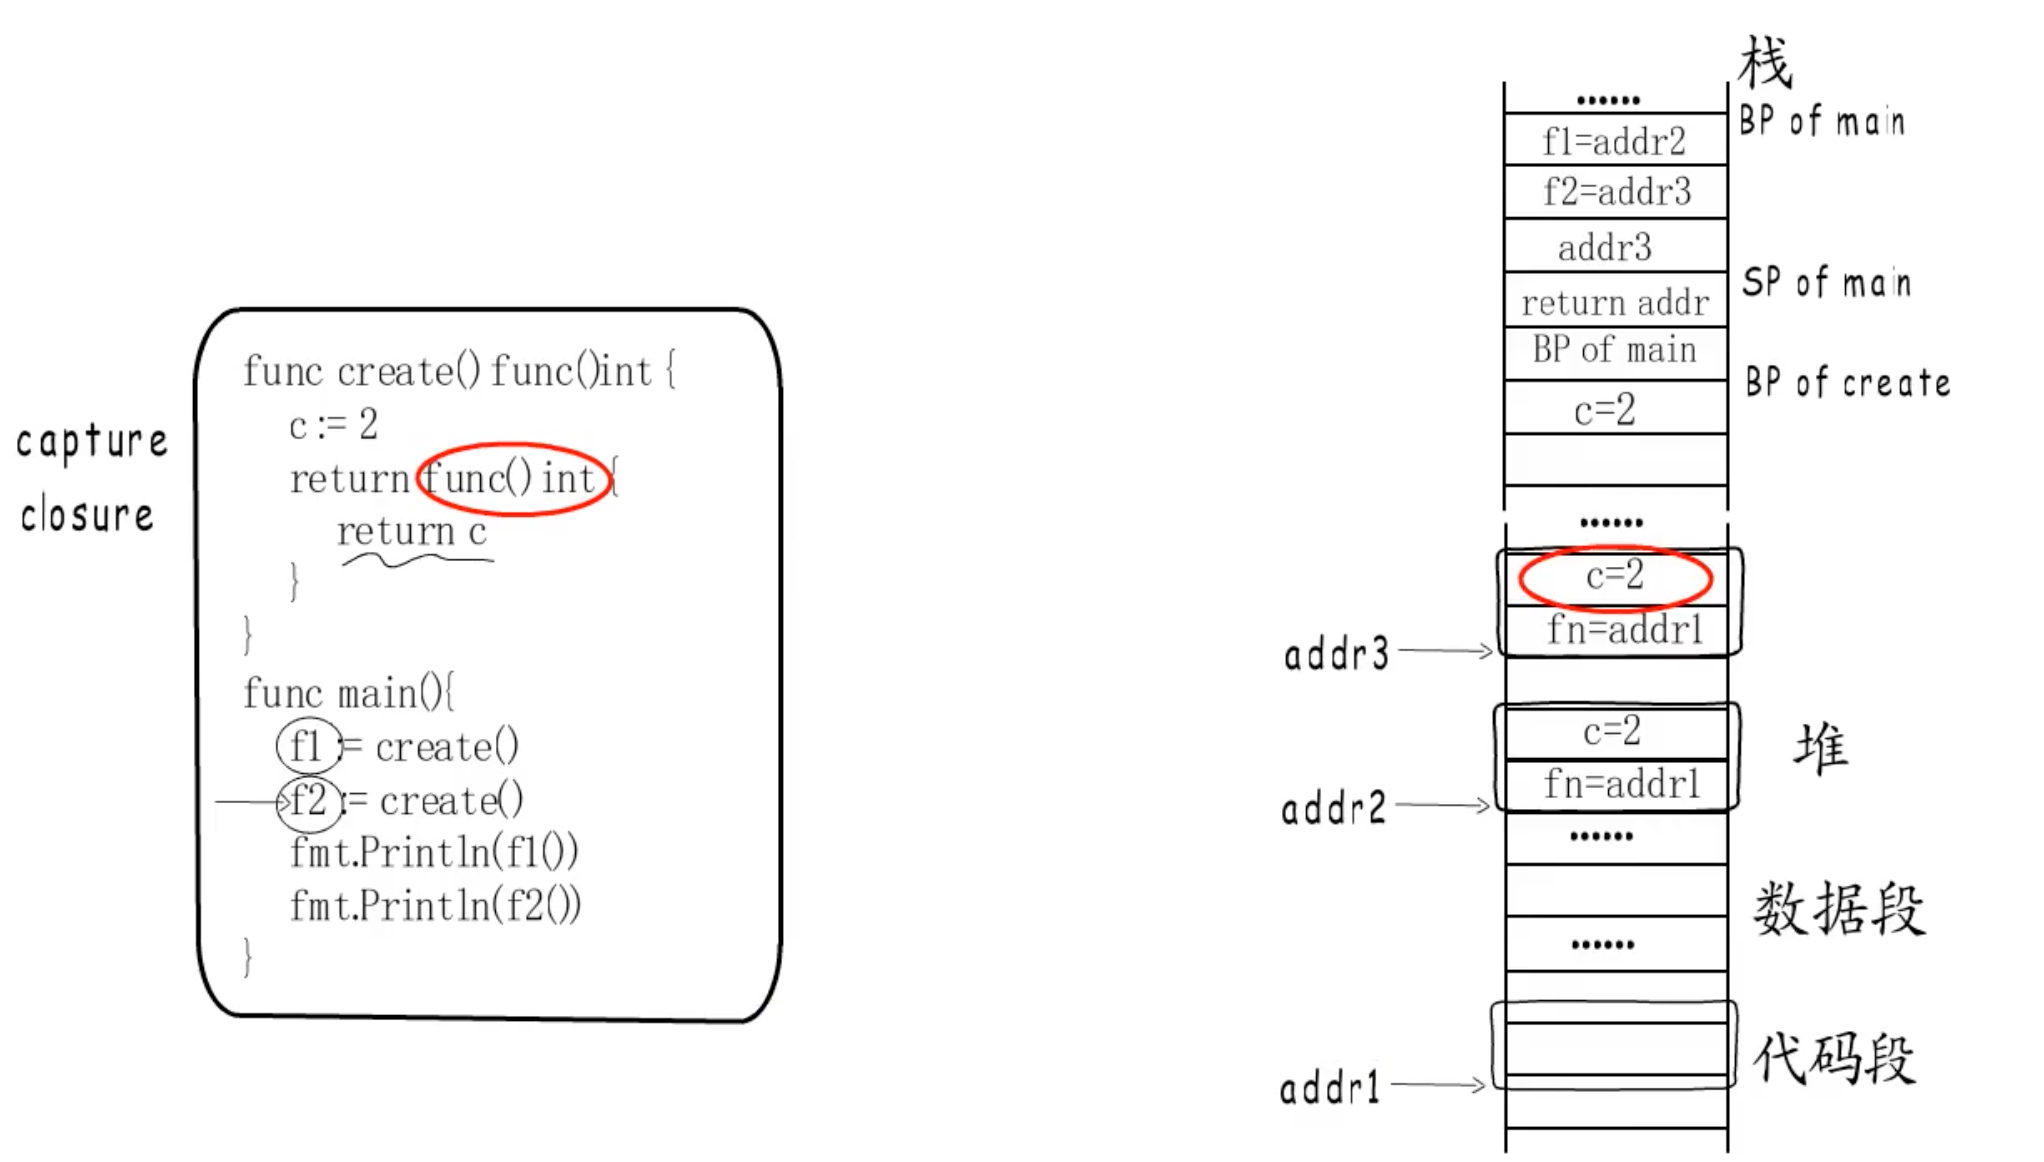 capture
closure
func create() func()int {
c := 2
return func() int {
return c
}
}
func main(){
f1 := create()
f2 := create()
fmt.Println(f1())
fmt.Println(f2())
}
栈
......
BP of main
f1=addr2
f2=addr3
addr3
SP of main
return addr
BP of main
BP of create
c=2
......
c=2
fn=addr1
addr3
c=2
堆
fn=addr1
addr2
......
数据段
......
代码段
addr1